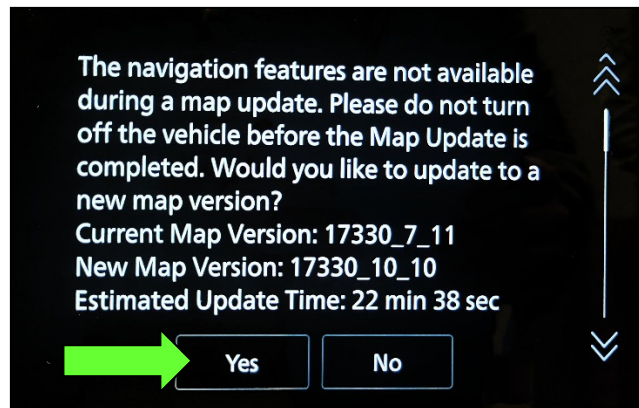 The navigation features are not available
during a map update. Please do not turn
off the vehicle before the Map Update is
completed. Would you like to update to a
new map version?
Current Map Version: 17330_7_11
New Map Version: 17330_10_10
Estimated Update Time: 22 min 38 sec
Yes
No